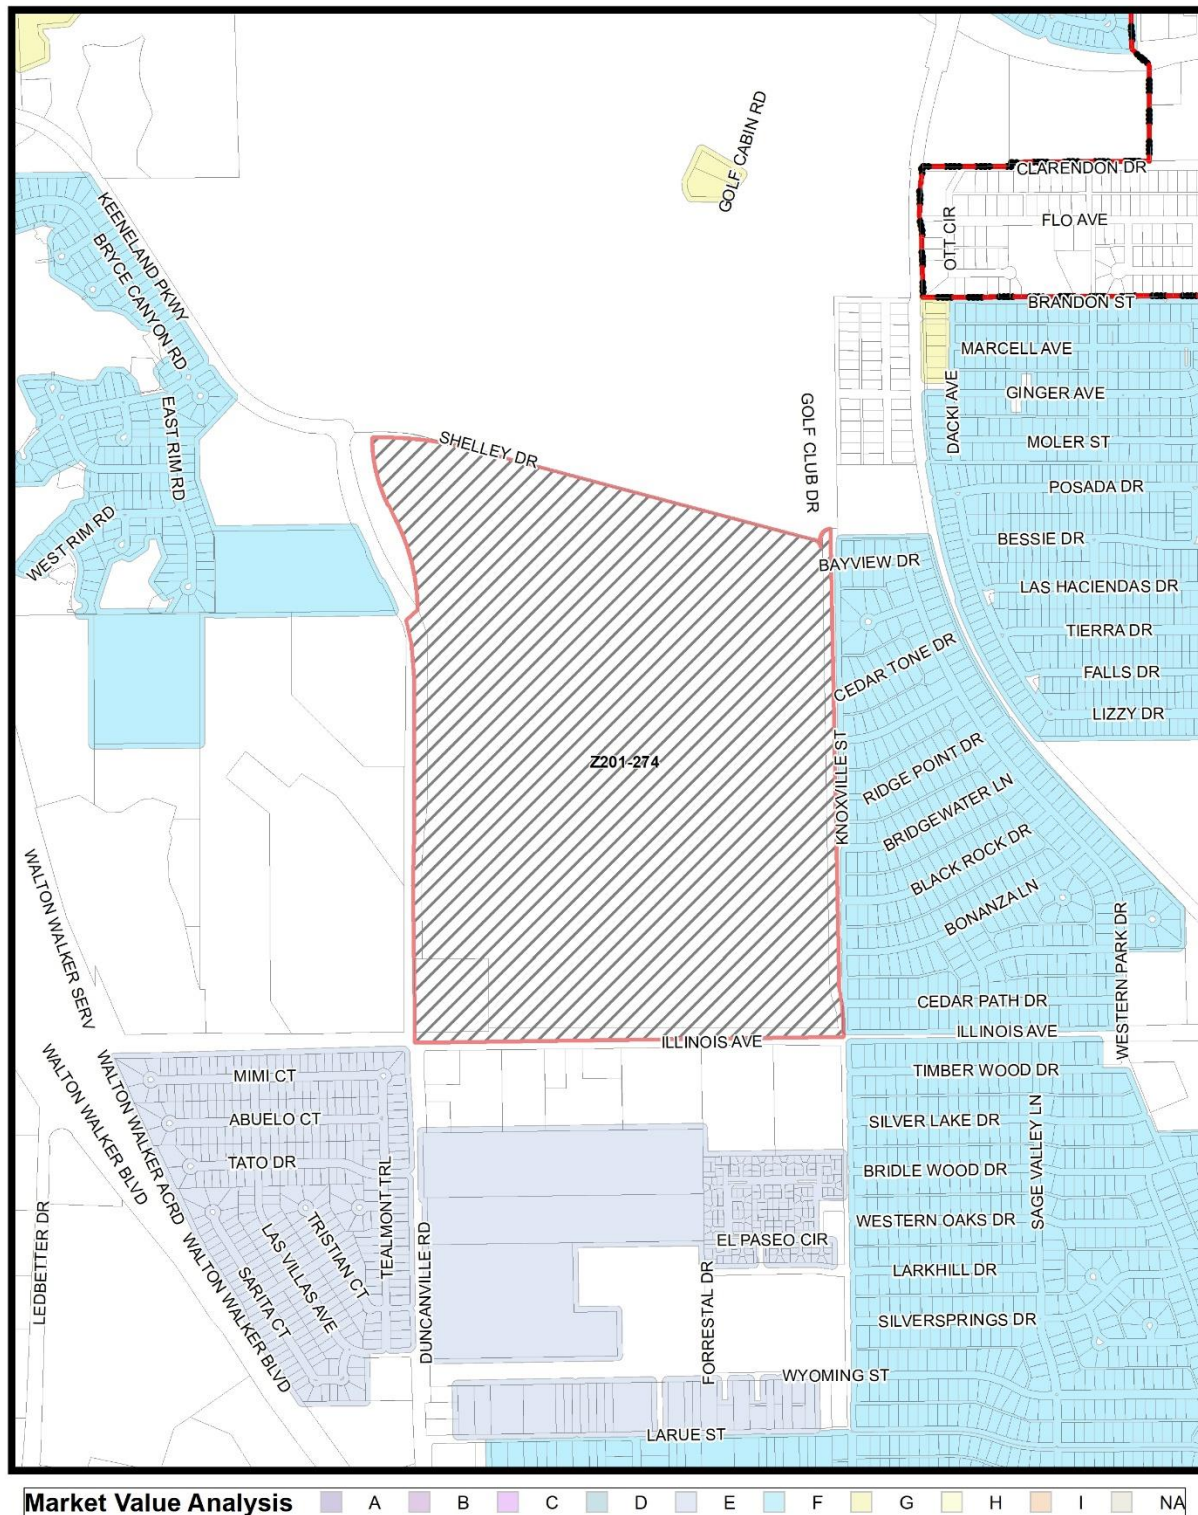 GOLF CABIN RD
CLARENDON DR
FLO AVE
OTT CIR
BRANDON ST
KEENELAND PKWY
BRYCE CANYON RD
MARCELL AVE
GINGER AVE
DACKI AVE
MOLER ST
EAST RIM RD
GOLF CLUB DR
SHELLEY DR
POSADA DR
WEST RIM RD
BESSIE DR
BAYVIEW DR
LAS HACIENDAS DR
TIERRA DR
CEDAR TONE DR
FALLS DR
LIZZY DR
Z201-274
KNOXVILLE ST
RIDGE POINT DR
BRIDGEWATER LN
BLACK ROCK DR
BONANZA LN
WALTON WALKER SERV
WESTERN PARK DR
CEDAR PATH DR
ILLINOIS AVE
ILLINOIS AVE
MIMI CT
TIMBER WOOD DR
ABUELO CT
SILVER LAKE DR
SAGE VALLEY LN
TATO DR
BRIDLE WOOD DR
WALTON WALKER BLVD
WALTON WALKER ACRD
TEALMONT TRL
WESTERN OAKS DR
TRISTIAN CT
EL PASEO CIR
LEDBETTER DR
LAS VILLAS AVE
LARKHILL DR
SARITA CT
DUNCANVILLE RD
FORRESTAL DR
SILVERSPRINGS DR
WALTON WALKER BLVD
WYOMING ST
LARUE ST
Market Value Analysis A B C D E F G H I NA